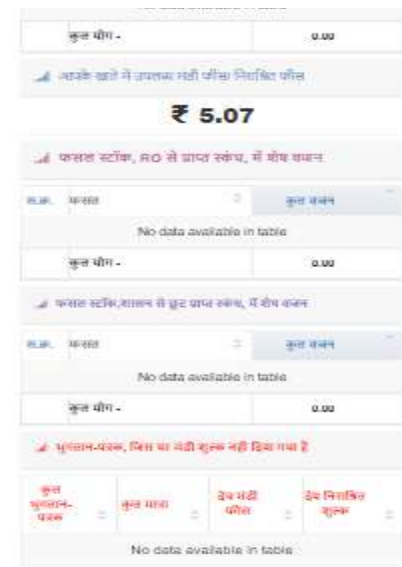 कुल योग - 0.00
आपके खाते में उपलब्ध मंडी फीस/ निराश्रित फीस
₹ 5.07
फसल स्टॉक, RO से प्राप्त स्कंध, में शेष वजन
स.क्र. फसल कुल वजन
No data available in table
कुल योग - 0.00
फसल स्टॉक,शासन से छूट प्राप्त स्कंध, में शेष वजन
स.क्र. फसल कुल वजन
No data available in table
कुल योग - 0.00
भुगतान-पत्रक, जिस पर मंडी शुल्क नही दिया गया है
कुल भुगतान-पत्रक कुल मात्रा देय मंडी फीस देय निराश्रित शुल्क
No data available in table